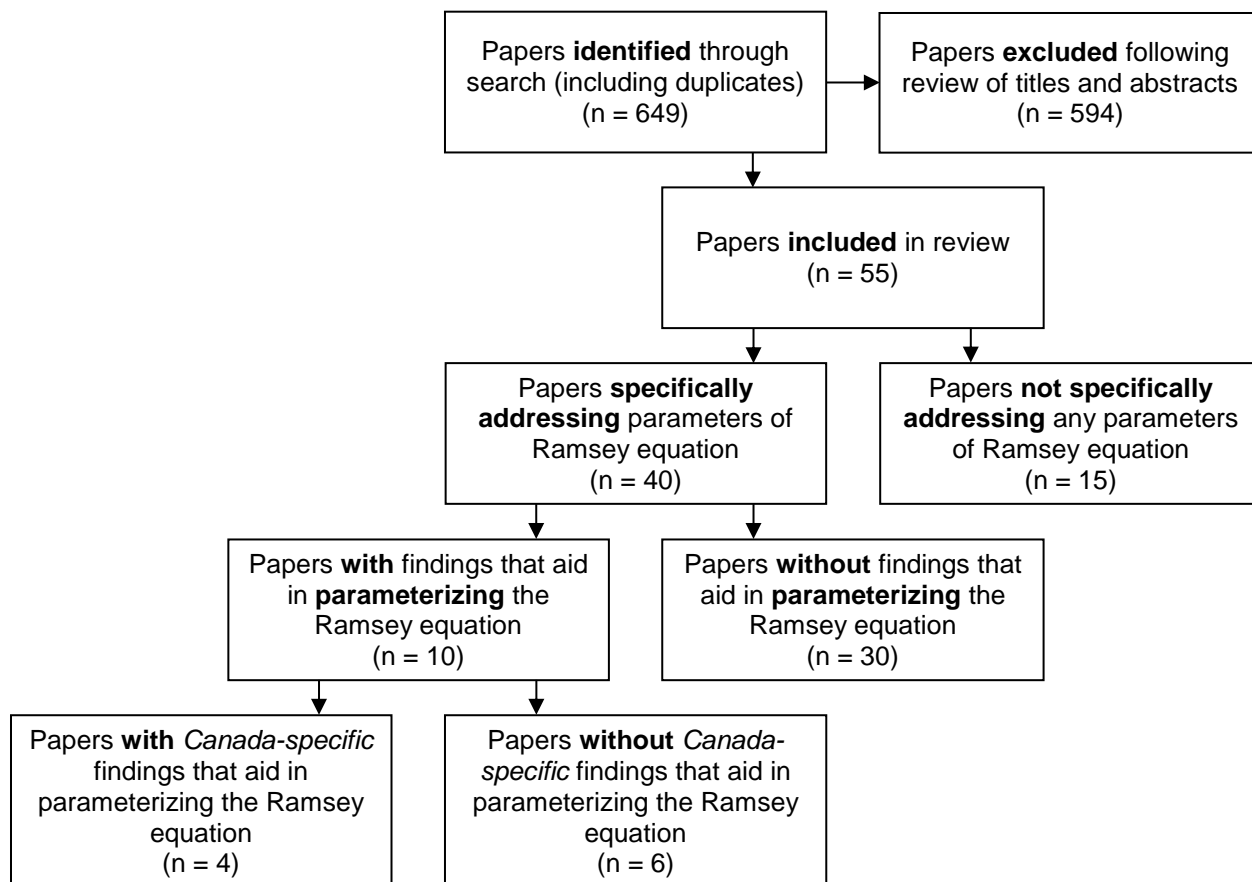 Papers identified through
search (including duplicates)
(n = 649)
Papers excluded following
review of titles and abstracts
(n = 594)
Papers included in review
(n = 55)
Papers specifically
addressing parameters of
Ramsey equation
(n = 40)
Papers not specifically
addressing any parameters
of Ramsey equation
(n = 15)
Papers with findings that aid
in parameterizing the
Ramsey equation
(n = 10)
Papers without findings that
aid in parameterizing the
Ramsey equation
(n = 30)
Papers with Canada-specific
findings that aid in
parameterizing the Ramsey
equation
(n = 4)
Papers without Canada-
specific findings that aid in
parameterizing the Ramsey
equation
(n = 6)